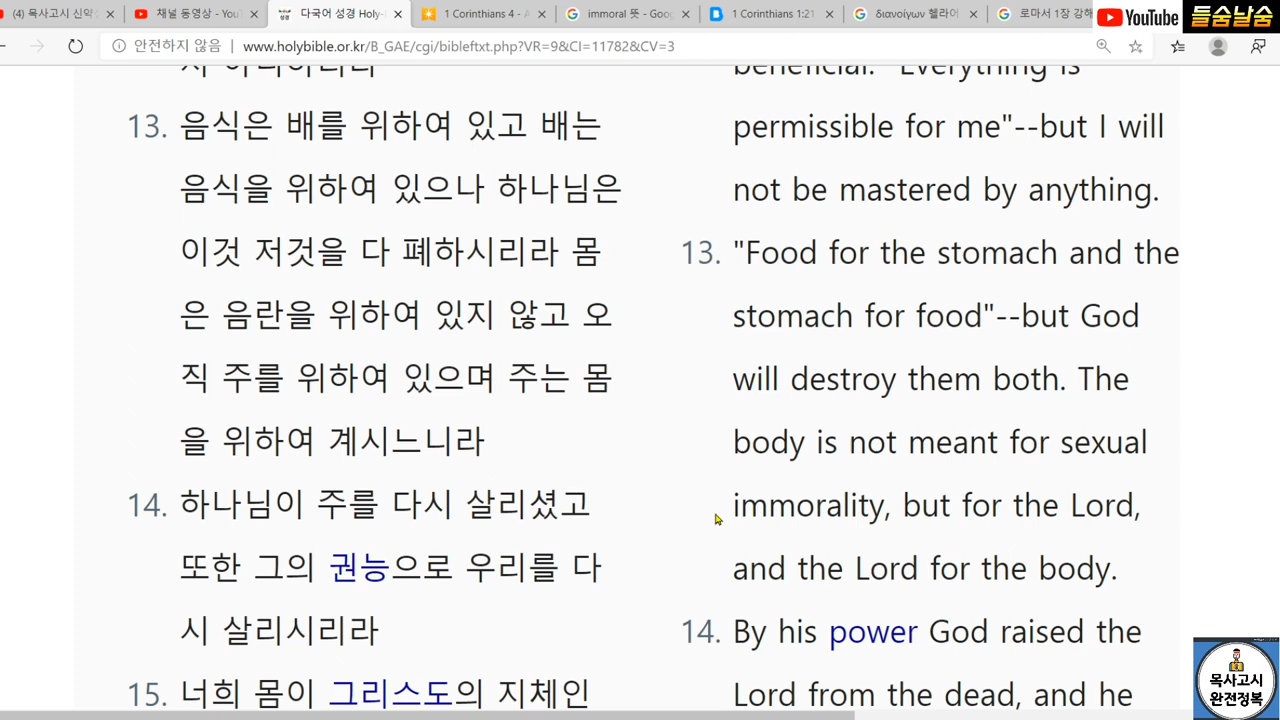 (4) 목사고시 신약
채널 동영상 - You
다국어 성경 Holy-
1 Corinthians
immoral 뜻 - Goo
1 Corinthians 1:2
διανοίγων 헬라어
로마서 1장 강해
YouTube
들숨날숨
안전하지 않음 | www.holybible.or.kr/B_GAE/cgi/bibleftxt.php?VR=9&CI=11782&CV=3
13. 음식은 배를 위하여 있고 배는
음식을 위하여 있으나 하나님은
이것 저것을 다 폐하시리라 몸
은 음란을 위하여 있지 않고 오
직 주를 위하여 있으며 주는 몸
을 위하여 계시느니라
14. 하나님이 주를 다시 살리셨고
또한 그의 권능으로 우리를 다
시 살리시리라
15. 너희 몸이 그리스도의 지체인
beneficial. "Everything is
permissible for me"--but I will
not be mastered by anything.
13. "Food for the stomach and the
stomach for food"--but God
will destroy them both. The
body is not meant for sexual
immorality, but for the Lord,
and the Lord for the body.
14. By his power God raised the
Lord from the dead, and he
목사고시
완전정복